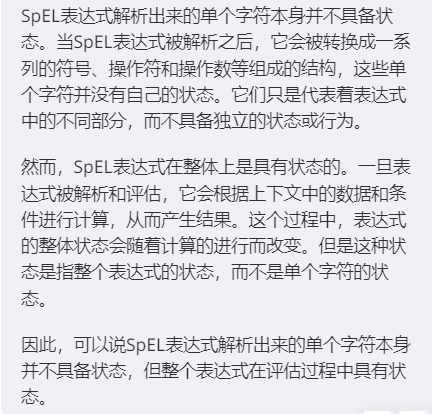 SpEL表达式解析出来的单个字符本身并不具备状
态。当SpEL表达式被解析之后，它会被转换成一系
列的符号、操作符和操作数等组成的结构，这些单
个字符并没有自己的状态。它们只是代表着表达式
中的不同部分，而不具备独立的状态或行为。
然而，SpEL表达式在整体上是具有状态的。一旦表
达式被解析和评估，它会根据上下文中的数据和条
件进行计算，从而产生结果。这个过程中，表达式
的整体状态会随着计算的进行而改变。但是这种状
态是指整个表达式的状态，而不是单个字符的状
态。
因此，可以说SpEL表达式解析出来的单个字符本身
并不具备状态，但整个表达式在评估过程中具有状
态。